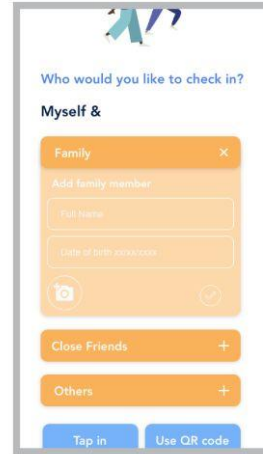 Who would you like to check in?
Myself &
Family ×
Add family member
Full Name
Date of birth xx/xx/xxxx
Close Friends +
Others +
Tap in Use QR code